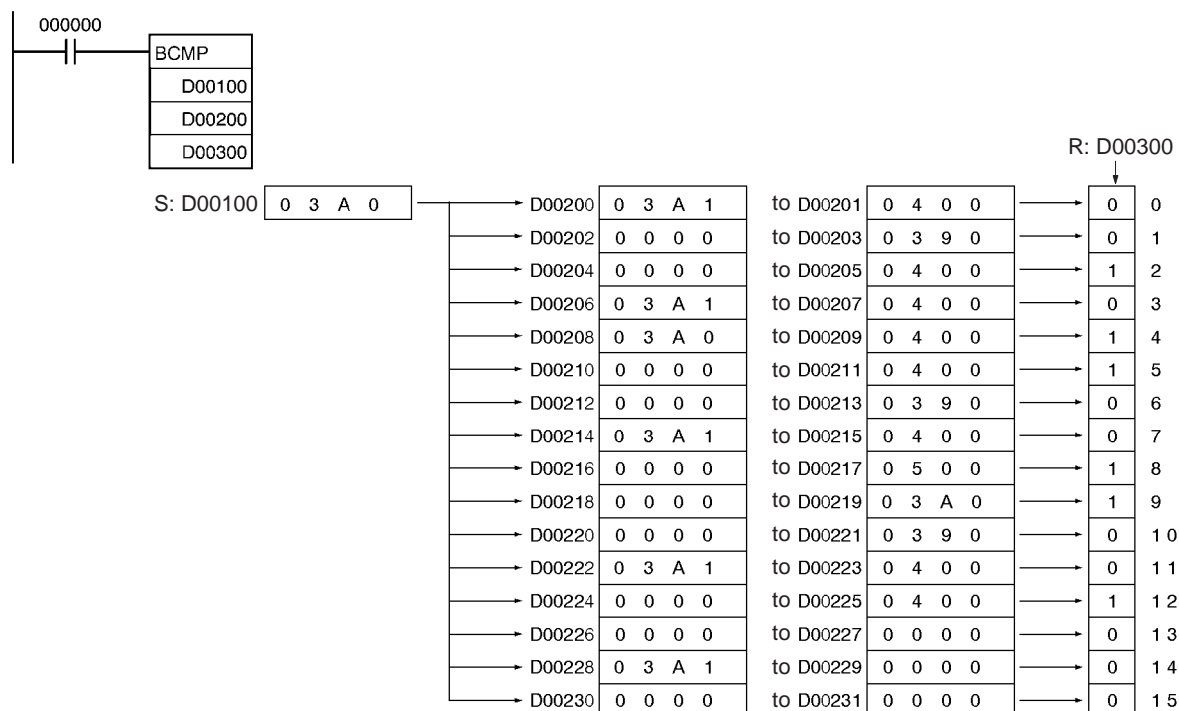 000000
BCMP
D00100
D00200
D00300
R: D00300
S: D00100 0 3 A 0 D00200 0 3 A 1 to D00201 0 4 0 0 0 0
D00202 0 0 0 0 to D00203 0 3 9 0 0 1
D00204 0 0 0 0 to D00205 0 4 0 0 1 2
D00206 0 3 A 1 to D00207 0 4 0 0 0 3
D00208 0 3 A 0 to D00209 0 4 0 0 1 4
D00210 0 0 0 0 to D00211 0 4 0 0 1 5
D00212 0 0 0 0 to D00213 0 3 9 0 0 6
D00214 0 3 A 1 to D00215 0 4 0 0 0 7
D00216 0 0 0 0 to D00217 0 5 0 0 1 8
D00218 0 0 0 0 to D00219 0 3 A 0 1 9
D00220 0 0 0 0 to D00221 0 3 9 0 0 10
D00222 0 3 A 1 to D00223 0 4 0 0 0 11
D00224 0 0 0 0 to D00225 0 4 0 0 1 12
D00226 0 0 0 0 to D00227 0 0 0 0 0 13
D00228 0 3 A 1 to D00229 0 0 0 0 0 14
D00230 0 0 0 0 to D00231 0 0 0 0 0 15